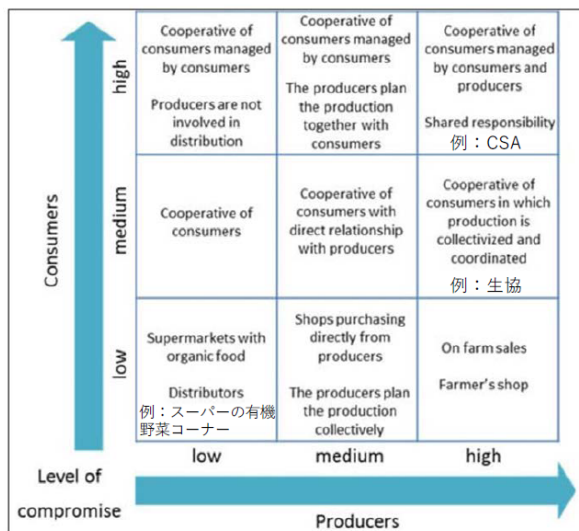 Cooperative of
consumers managed
by consumers
Producers are not
involved in
distribution
Cooperative of
consumers managed
by consumers
The producers plan
the production
together with
consumers
Cooperative of
consumers managed
by consumers and
producers
Shared responsibility
例：CSA
Cooperative of
consumers
Cooperative of
consumers with
direct relationship
with producers
Cooperative of
consumers in which
production is
collectivized and
coordinated
例：生協
Supermarkets with
organic food
Distributors
例：スーパーの有機
野菜コーナー
Shops purchasing
directly from
producers
The producers plan
the production
collectively
On farm sales
Farmer's shop
high
medium
low
Consumers
low
medium
high
Level of
compromise
Producers